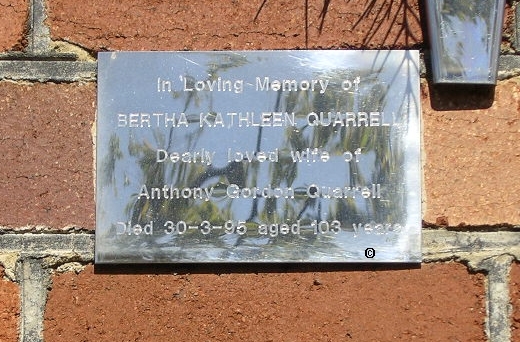 In Loving Memory of
BERTHA KATHLEEN QUARRELL
Dearly loved wife of
Anthony Gordon Quarrell
Died 30-3-95 aged 103 years
©